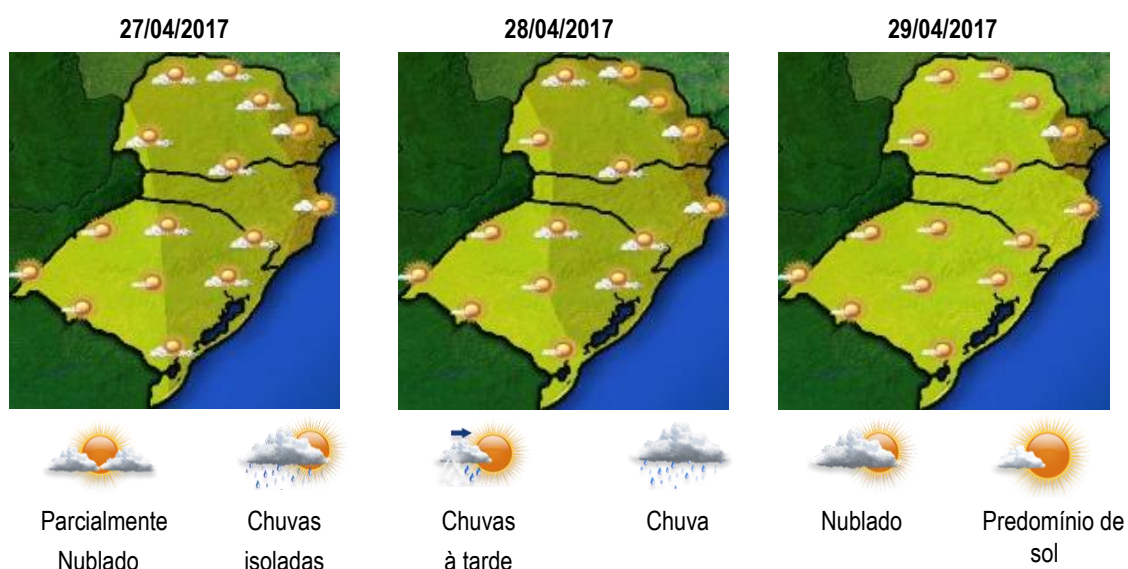 27/04/2017 28/04/2017 29/04/2017
Parcialmente Chuvas Chuvas Chuva Nublado Predomínio de
Nublado isoladas à tarde sol